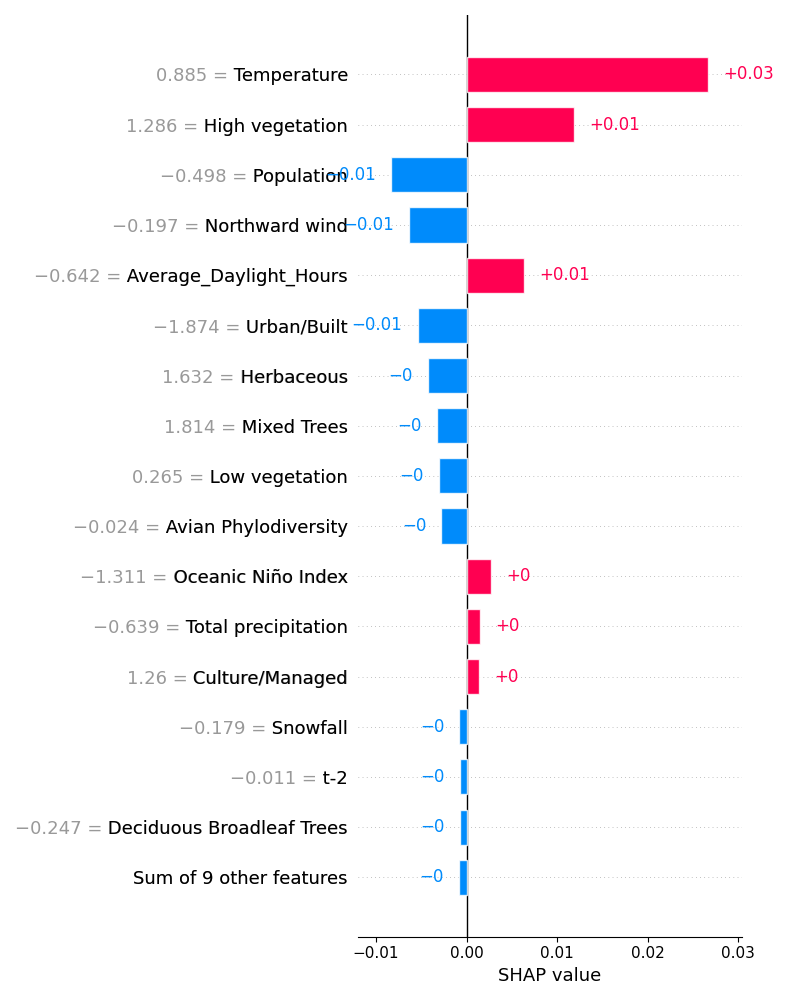 0.885 = Temperature +0.03
1.286 = High vegetation +0.01
−0.498 = Population −0.01
−0.197 = Northward wind −0.01
−0.642 = Average_Daylight_Hours +0.01
−1.874 = Urban/Built −0.01
1.632 = Herbaceous −0
1.814 = Mixed Trees −0
0.265 = Low vegetation −0
−0.024 = Avian Phylodiversity −0
−1.311 = Oceanic Niño Index +0
−0.639 = Total precipitation +0
1.26 = Culture/Managed +0
−0.179 = Snowfall −0
−0.011 = t-2 −0
−0.247 = Deciduous Broadleaf Trees −0
Sum of 9 other features −0
−0.01 0.00 0.01 0.02 0.03
SHAP value